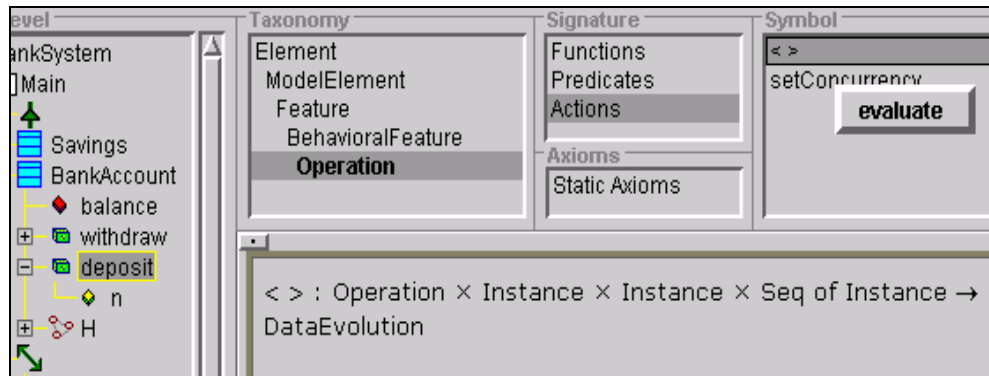 evel
ankSystem
Main
Savings
BankAccount
balance
withdraw
deposit
n
H
Taxonomy
Element
ModelElement
Feature
BehavioralFeature
Operation
Signature
Functions
Predicates
Actions
Axioms
Static Axioms
Symbol
< >
setConcurrency
evaluate
< > : Operation × Instance × Instance × Seq of Instance →
DataEvolution